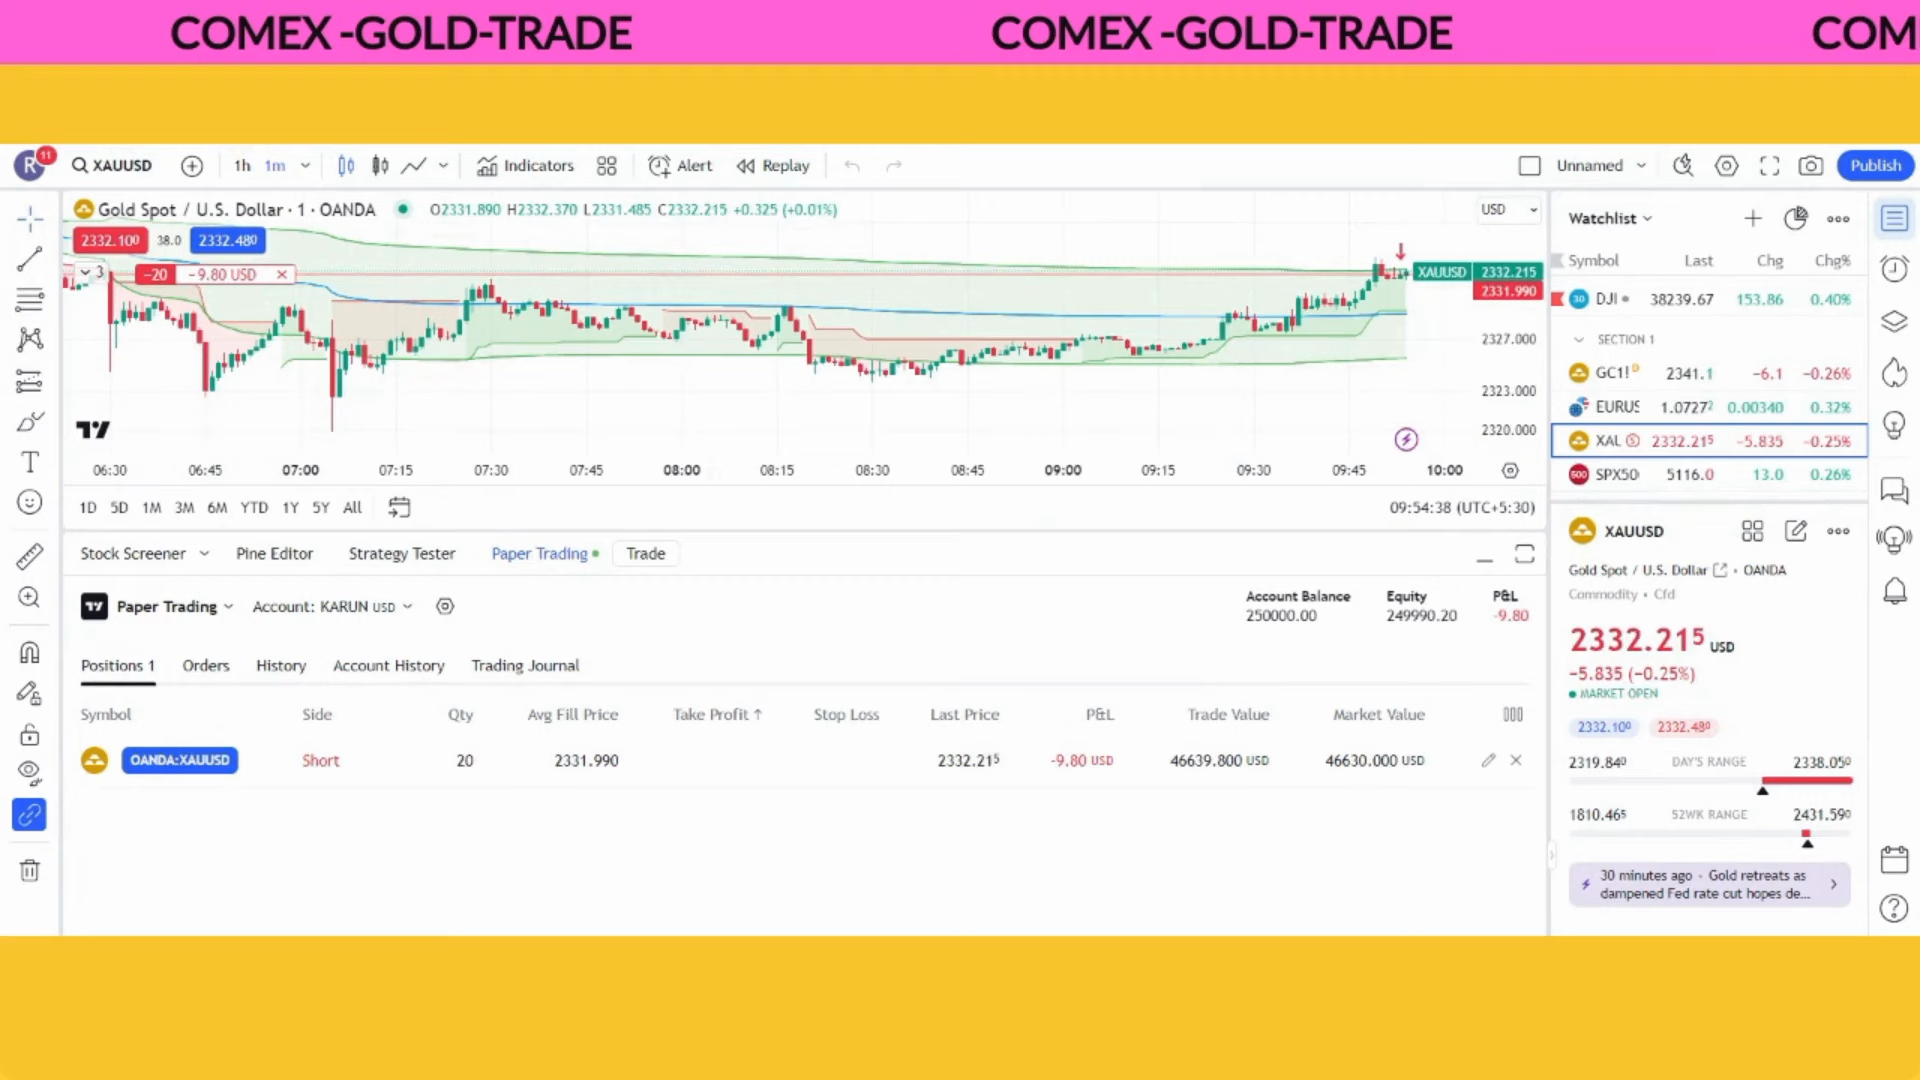 COMEX -GOLD-TRADE COMEX -GOLD-TRADE COM
R 11 XAUUSD 1h 1m Indicators Alert Replay Unnamed Publish
Gold Spot / U.S. Dollar · 1 · OANDA O2331.890 H2332.370 L2331.485 C2332.215 +0.325 (+0.01%) USD
2332.100 38.0 2332.480
3 -20 -9.80 USD ×
XAUUSD 2332.215
2331.990
2327.000
2323.000
2320.000
06:30 06:45 07:00 07:15 07:30 07:45 08:00 08:15 08:30 08:45 09:00 09:15 09:30 09:45 10:00
1D 5D 1M 3M 6M YTD 1Y 5Y All 09:54:38 (UTC+5:30)
Stock Screener Pine Editor Strategy Tester Paper Trading Trade
Paper Trading Account: KARUN USD
Account Balance Equity P&L
250000.00 249990.20 -9.80
Positions 1 Orders History Account History Trading Journal
Symbol Side Qty Avg Fill Price Take Profit ↑ Stop Loss Last Price P&L Trade Value Market Value
OANDA:XAUUSD Short 20 2331.990 2332.215 -9.80 USD 46639.800 USD 46630.000 USD
Watchlist
Symbol Last Chg Chg%
30 DJI 38239.67 153.86 0.40%
SECTION 1
GC1! D 2341.1 -6.1 -0.26%
EURUS 1.07272 0.00340 0.32%
XAU S 2332.215 -5.835 -0.25%
500 SPX50 5116.0 13.0 0.26%
XAUUSD
Gold Spot / U.S. Dollar · OANDA
Commodity · Cfd
2332.215 USD
-5.835 (-0.25%)
MARKET OPEN
2332.100 2332.480
2319.840 DAY'S RANGE 2338.050
1810.465 52WK RANGE 2431.590
30 minutes ago · Gold retreats as
dampened Fed rate cut hopes de...